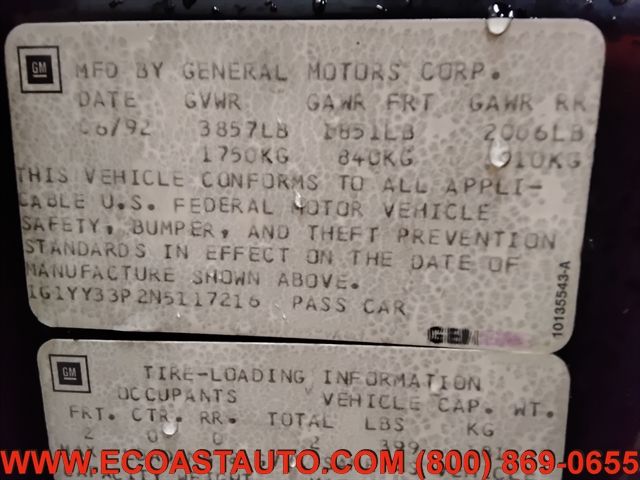 GM
MFD BY GENERAL MOTORS CORP.
DATE GVWR GAWR FRT GAWR RR
06/92 3857LB 1851LB 2006LB
1750KG 840KG 910KG
THIS VEHICLE CONFORMS TO ALL APPLI-
CABLE U.S. FEDERAL MOTOR VEHICLE
SAFETY, BUMPER, AND THEFT PREVENTION
STANDARDS IN EFFECT ON THE DATE OF
MANUFACTURE SHOWN ABOVE.
1G1YY33P2N5117216 PASS CAR
10135543-A
GM
TIRE-LOADING INFORMATION
OCCUPANTS VEHICLE CAP. WT.
FRT. CTR. RR. TOTAL LBS KG
2 0 0 2 399
WWW.ECOASTAUTO.COM (800) 869-0655